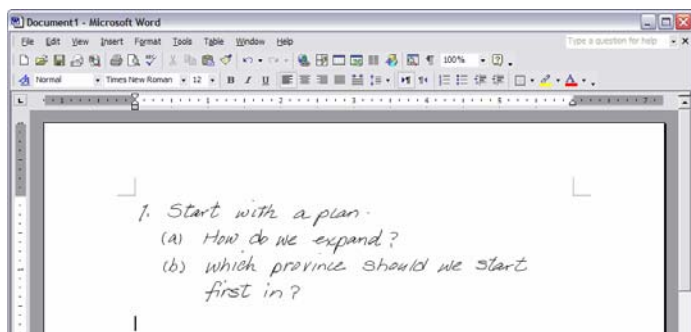 Document1 - Microsoft Word
File Edit View Insert Format Tools Table Window Help Type a question for help
100%
Normal Times New Roman 12 B I U
1. Start with a plan.
(a) How do we expand?
(b) which province should we start
first in?